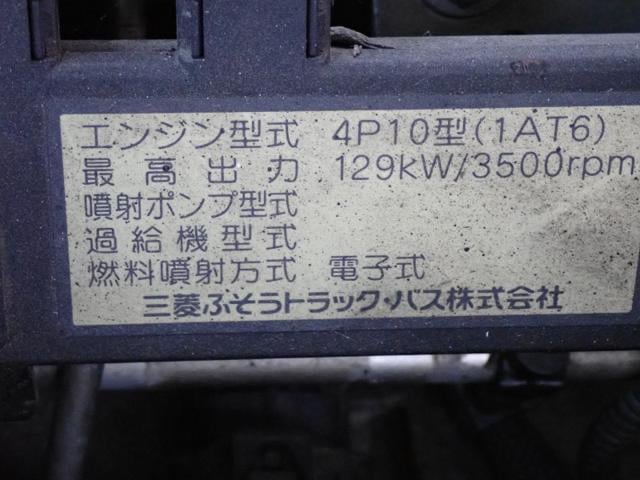 エンジン型式 4P10型(1AT6)
最高出力 129kW/3500rpm
噴射ポンプ型式
過給機型式
燃料噴射方式 電子式
三菱ふそうトラック・バス株式会社